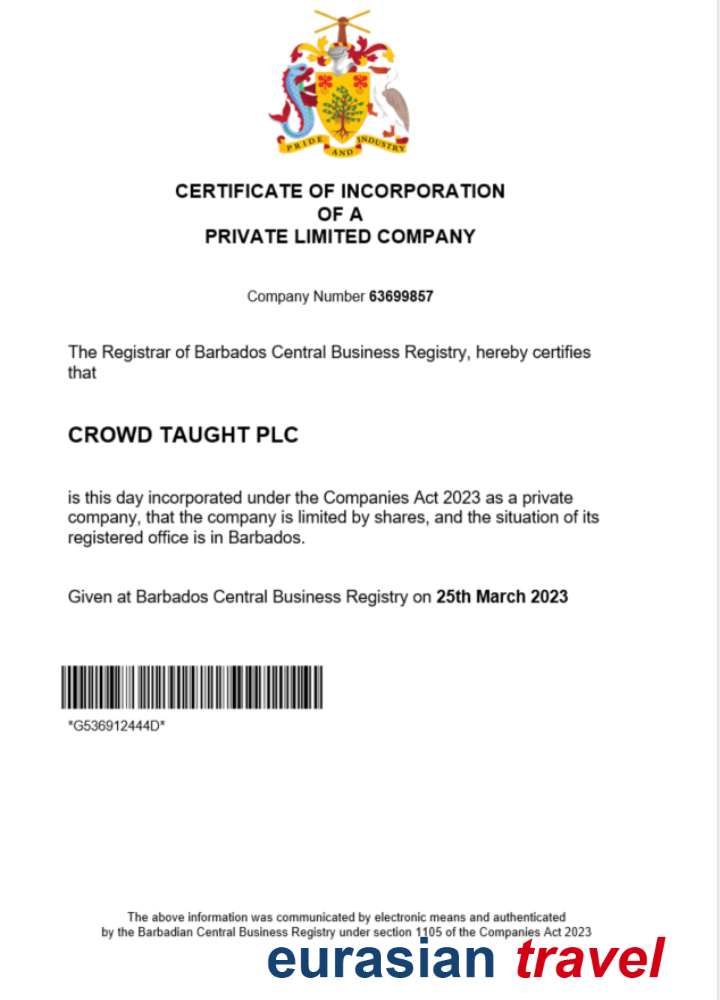 PRIDE AND INDUSTRY
CERTIFICATE OF INCORPORATION
OF A
PRIVATE LIMITED COMPANY
Company Number 63699857
The Registrar of Barbados Central Business Registry, hereby certifies
that
CROWD TAUGHT PLC
is this day incorporated under the Companies Act 2023 as a private
company, that the company is limited by shares, and the situation of its
registered office is in Barbados.
Given at Barbados Central Business Registry on 25th March 2023
*G536912444D*
The above information was communicated by electronic means and authenticated
by the Barbadian Central Business Registry under section 1105 of the Companies Act 2023
eurasian travel